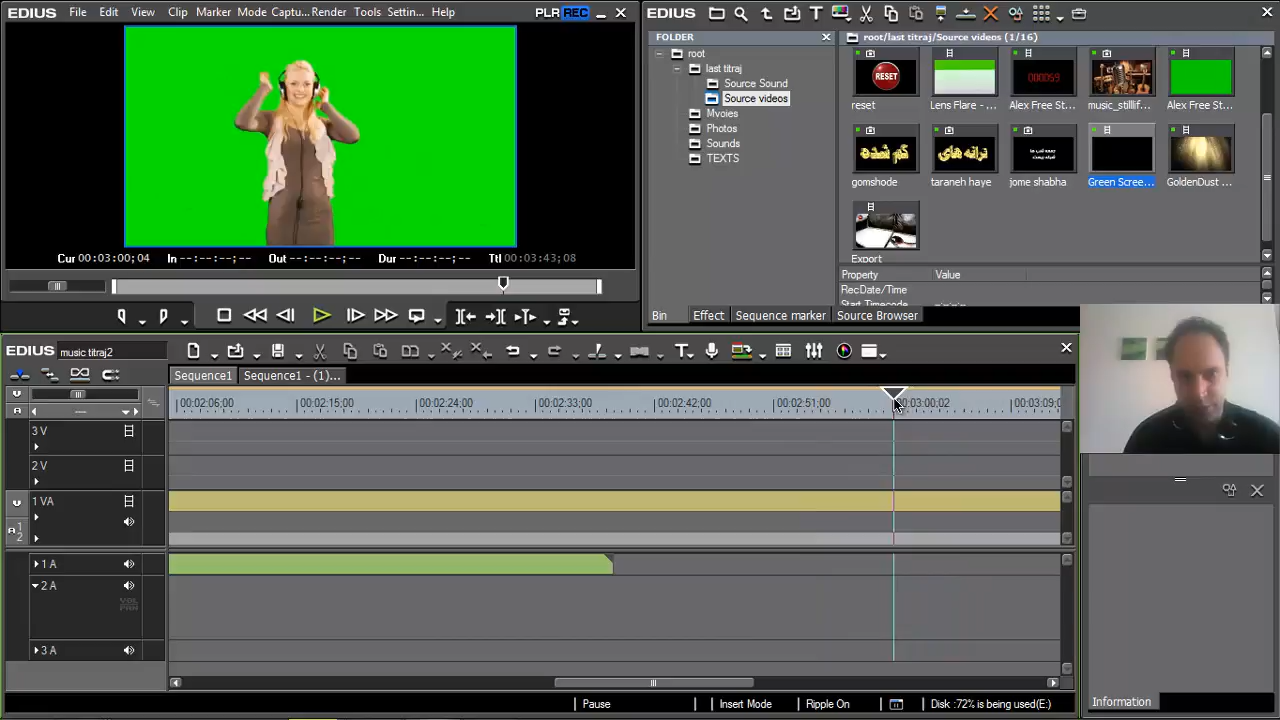 EDIUS File Edit View Clip Marker Mode Captu... Render Tools Settin... Help PLR REC
Cur 00:03:00;04 In --:--:--;-- Out --:--:--;-- Dur --:--:--;-- Ttl 00:03:43;08
EDIUS
FOLDER
root
last titraj
Source Sound
Source videos
Mvoies
Photos
Sounds
TEXTS
root/last titraj/Source videos (1/16)
RESET
reset
Lens Flare - ...
Alex Free St...
music_stillif...
Alex Free St...
گم شده
ترانه های
gomshode
taraneh haye
jome shabha
Green Scree...
GoldenDust ...
Export
Property Value
RecDate/Time
Start Timecode
Bin Effect Sequence marker Source Browser
EDIUS music titraj2
Sequence1 Sequence1 - (1)...
00:02:06;00 00:02:15;00 00:02:24;00 00:02:33;00 00:02:42;00 00:02:51;00 00:03:00;02 00:03:09;0
3 V
2 V
1 VA
A 1 2
1 A
2 A
VOL
PAN
3 A
Pause Insert Mode Ripple On Disk :72% is being used(E:)
Information